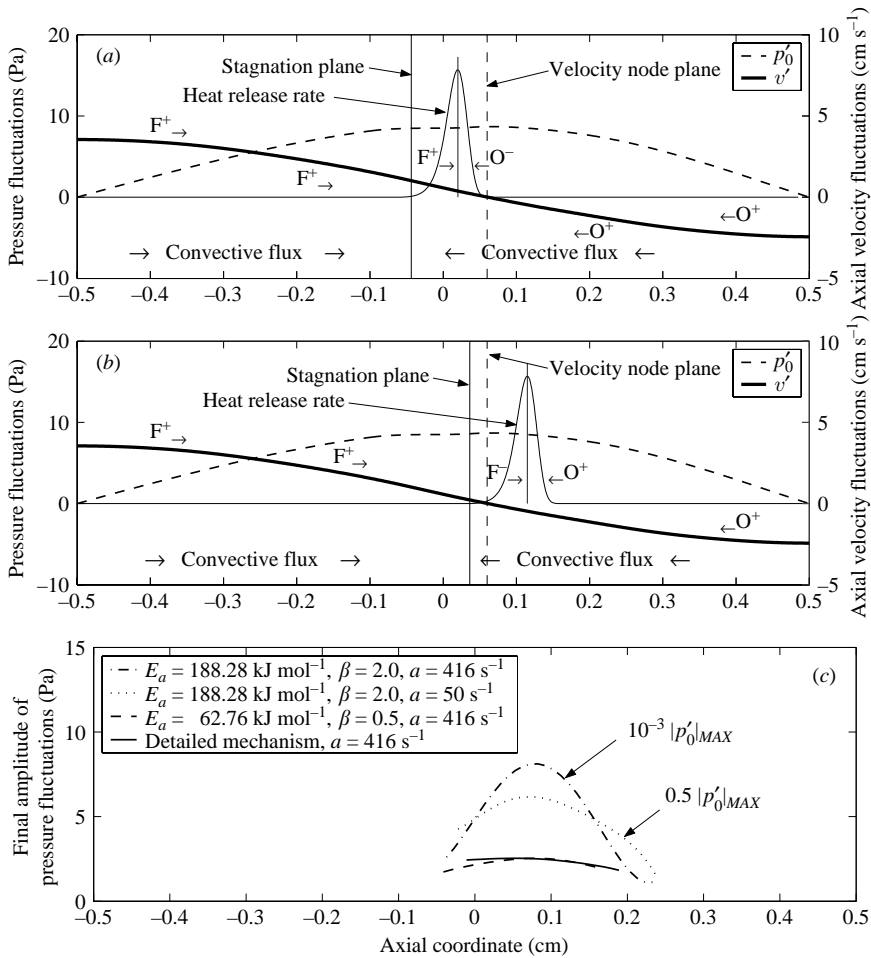 20
10
0
–10
Pressure fluctuations (Pa)
(a)
Stagnation plane
Heat release rate
Velocity node plane
p′0
v′
F+ →
F+ →
F+ →
O– ←
←O+
←O+
→ Convective flux →
← Convective flux ←
10
5
0
–5
Axial velocity fluctuations (cm s–1)
–0.5 –0.4 –0.3 –0.2 –0.1 0 0.1 0.2 0.3 0.4 0.5
20
10
0
–10
Pressure fluctuations (Pa)
(b)
Stagnation plane
Heat release rate
Velocity node plane
p′0
v′
F+ →
F+ →
F– →
O+ ←
←O+
→ Convective flux →
← Convective flux ←
10
5
0
–5
Axial velocity fluctuations (cm s–1)
–0.5 –0.4 –0.3 –0.2 –0.1 0 0.1 0.2 0.3 0.4 0.5
15
10
5
0
Final amplitude of
pressure fluctuations (Pa)
Ea = 188.28 kJ mol–1, β = 2.0, a = 416 s–1
Ea = 188.28 kJ mol–1, β = 2.0, a = 50 s–1
Ea = 62.76 kJ mol–1, β = 0.5, a = 416 s–1
Detailed mechanism, a = 416 s–1
(c)
10–3 |p′0|MAX
0.5 |p′0|MAX
–0.5 –0.4 –0.3 –0.2 –0.1 0 0.1 0.2 0.3 0.4 0.5
Axial coordinate (cm)